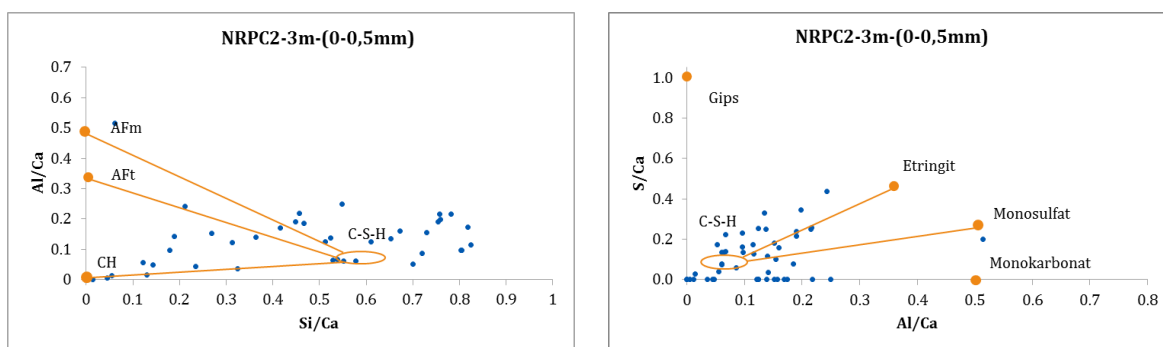 NRPC2-3m-(0-0,5mm)
0.7
0.6
0.5
0.4
0.3
0.2
0.1
0
Al/Ca
AFm
AFt
CH
C-S-H
0 0.1 0.2 0.3 0.4 0.5 0.6 0.7 0.8 0.9 1
Si/Ca
NRPC2-3m-(0-0,5mm)
1.0
0.8
0.6
0.4
0.2
0.0
S/Ca
Gips
Etringit
C-S-H
Monosulfat
Monokarbonat
0 0.1 0.2 0.3 0.4 0.5 0.6 0.7 0.8
Al/Ca